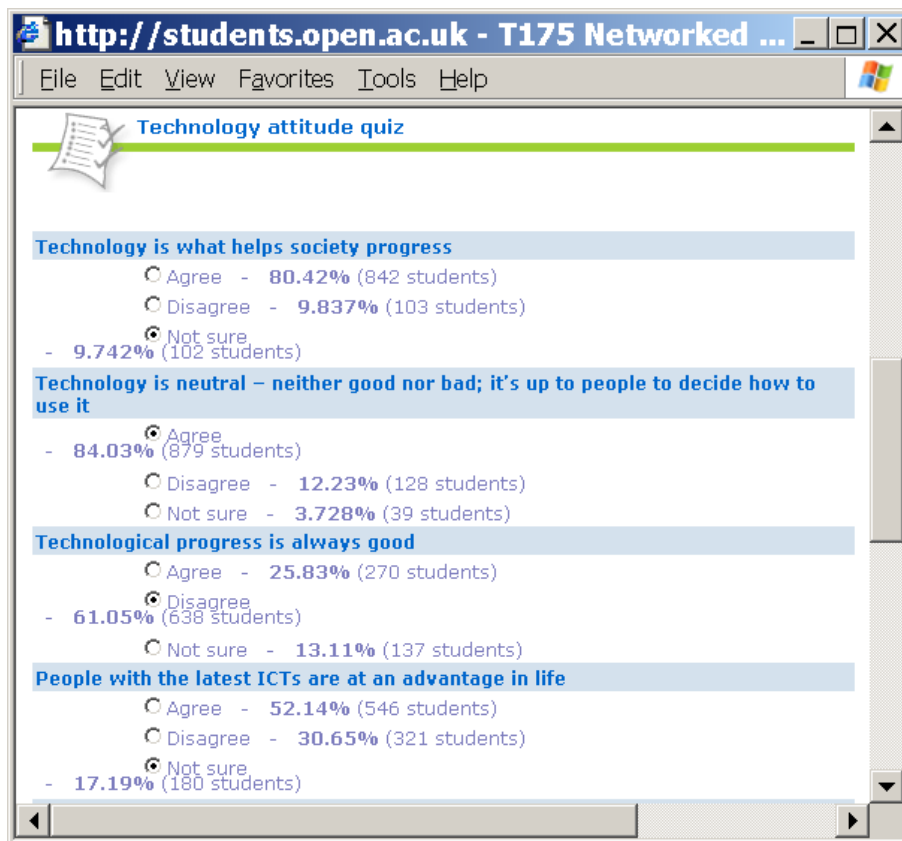 http://students.open.ac.uk - T175 Networked ...
File Edit View Favorites Tools Help
Technology attitude quiz
Technology is what helps society progress
Agree - 80.42% (842 students)
Disagree - 9.837% (103 students)
Not sure
- 9.742% (102 students)
Technology is neutral – neither good nor bad; it's up to people to decide how to
use it
Agree
- 84.03% (879 students)
Disagree - 12.23% (128 students)
Not sure - 3.728% (39 students)
Technological progress is always good
Agree - 25.83% (270 students)
Disagree
- 61.05% (638 students)
Not sure - 13.11% (137 students)
People with the latest ICTs are at an advantage in life
Agree - 52.14% (546 students)
Disagree - 30.65% (321 students)
Not sure
- 17.19% (180 students)